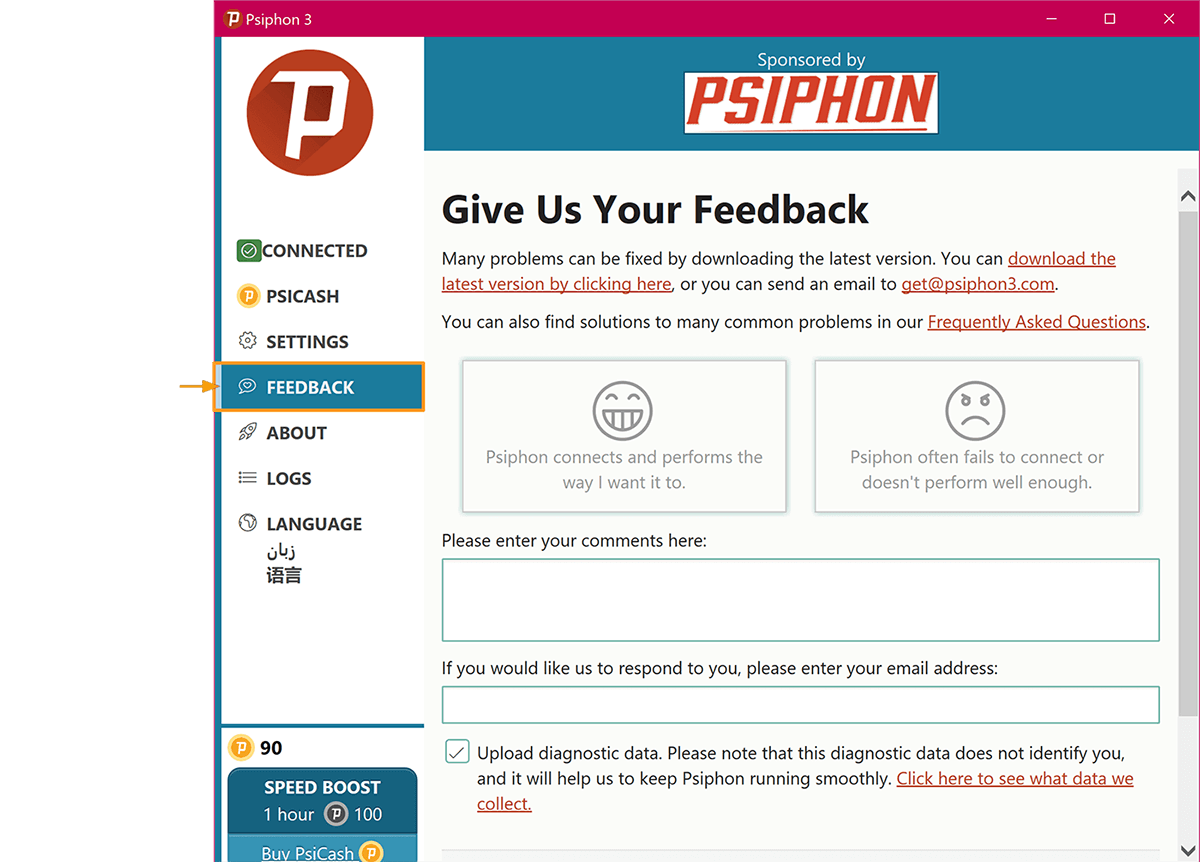 Psiphon 3
Sponsored by
PSIPHON
CONNECTED
PSICASH
SETTINGS
FEEDBACK
ABOUT
LOGS
LANGUAGE
زبان
语言
90
SPEED BOOST
1 hour 100
Buy PsiCash
Give Us Your Feedback
Many problems can be fixed by downloading the latest version. You can download the
latest version by clicking here, or you can send an email to get@psiphon3.com.
You can also find solutions to many common problems in our Frequently Asked Questions.
Psiphon connects and performs the
way I want it to.
Psiphon often fails to connect or
doesn't perform well enough.
Please enter your comments here:
If you would like us to respond to you, please enter your email address:
Upload diagnostic data. Please note that this diagnostic data does not identify you,
and it will help us to keep Psiphon running smoothly. Click here to see what data we
collect.